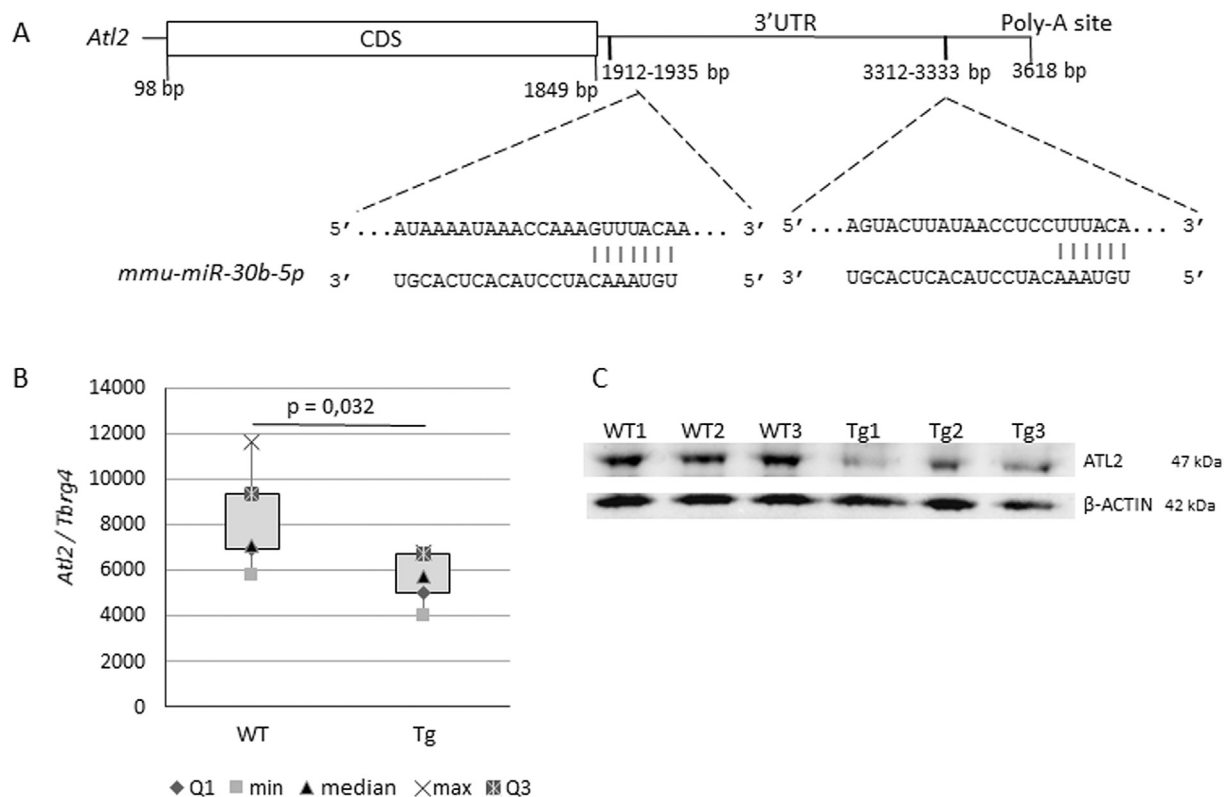 A
Atl2
CDS
3'UTR
Poly-A site
98 bp
1849 bp
1912-1935 bp
3312-3333 bp
3618 bp
5' ...AUAAAAUAAACCAAAGUUUACAA... 3'
5' ...AGUACUUAUAACCUCCUUUACA... 3'
mmu-miR-30b-5p
3' UGCACUCACAUCCUACAAAUGU 5'
3' UGCACUCACAUCCUACAAAUGU 5'
B
14000
12000
10000
8000
6000
4000
2000
0
Atl2 / Tbrg4
p = 0,032
WT
Tg
Q1 min median max Q3
C
WT1 WT2 WT3 Tg1 Tg2 Tg3
ATL2 47 kDa
β-ACTIN 42 kDa